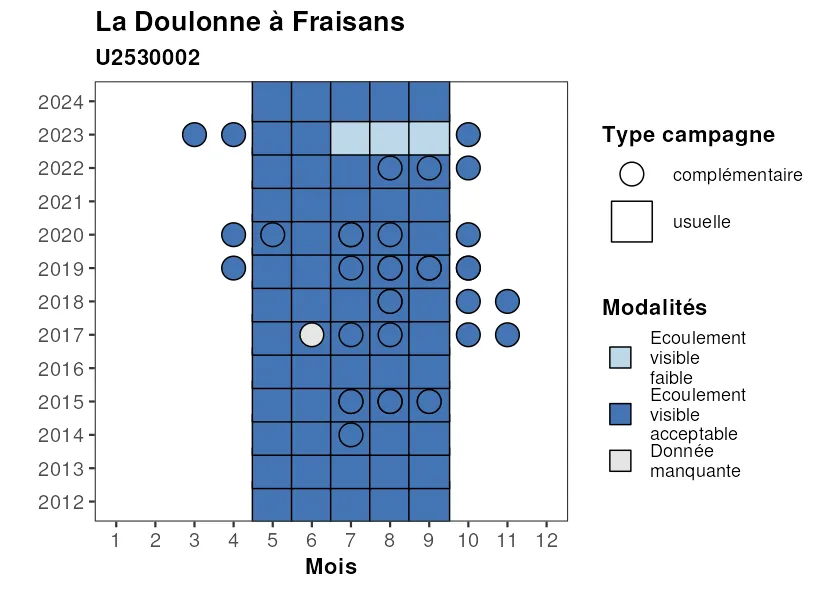 La Doulonne à Fraisans
U2530002
2024
2023
2022
2021
2020
2019
2018
2017
2016
2015
2014
2013
2012
1 2 3 4 5 6 7 8 9 10 11 12
Mois
Type campagne
complémentaire
usuelle
Modalités
Ecoulement
visible
faible
Ecoulement
visible
acceptable
Donnée
manquante